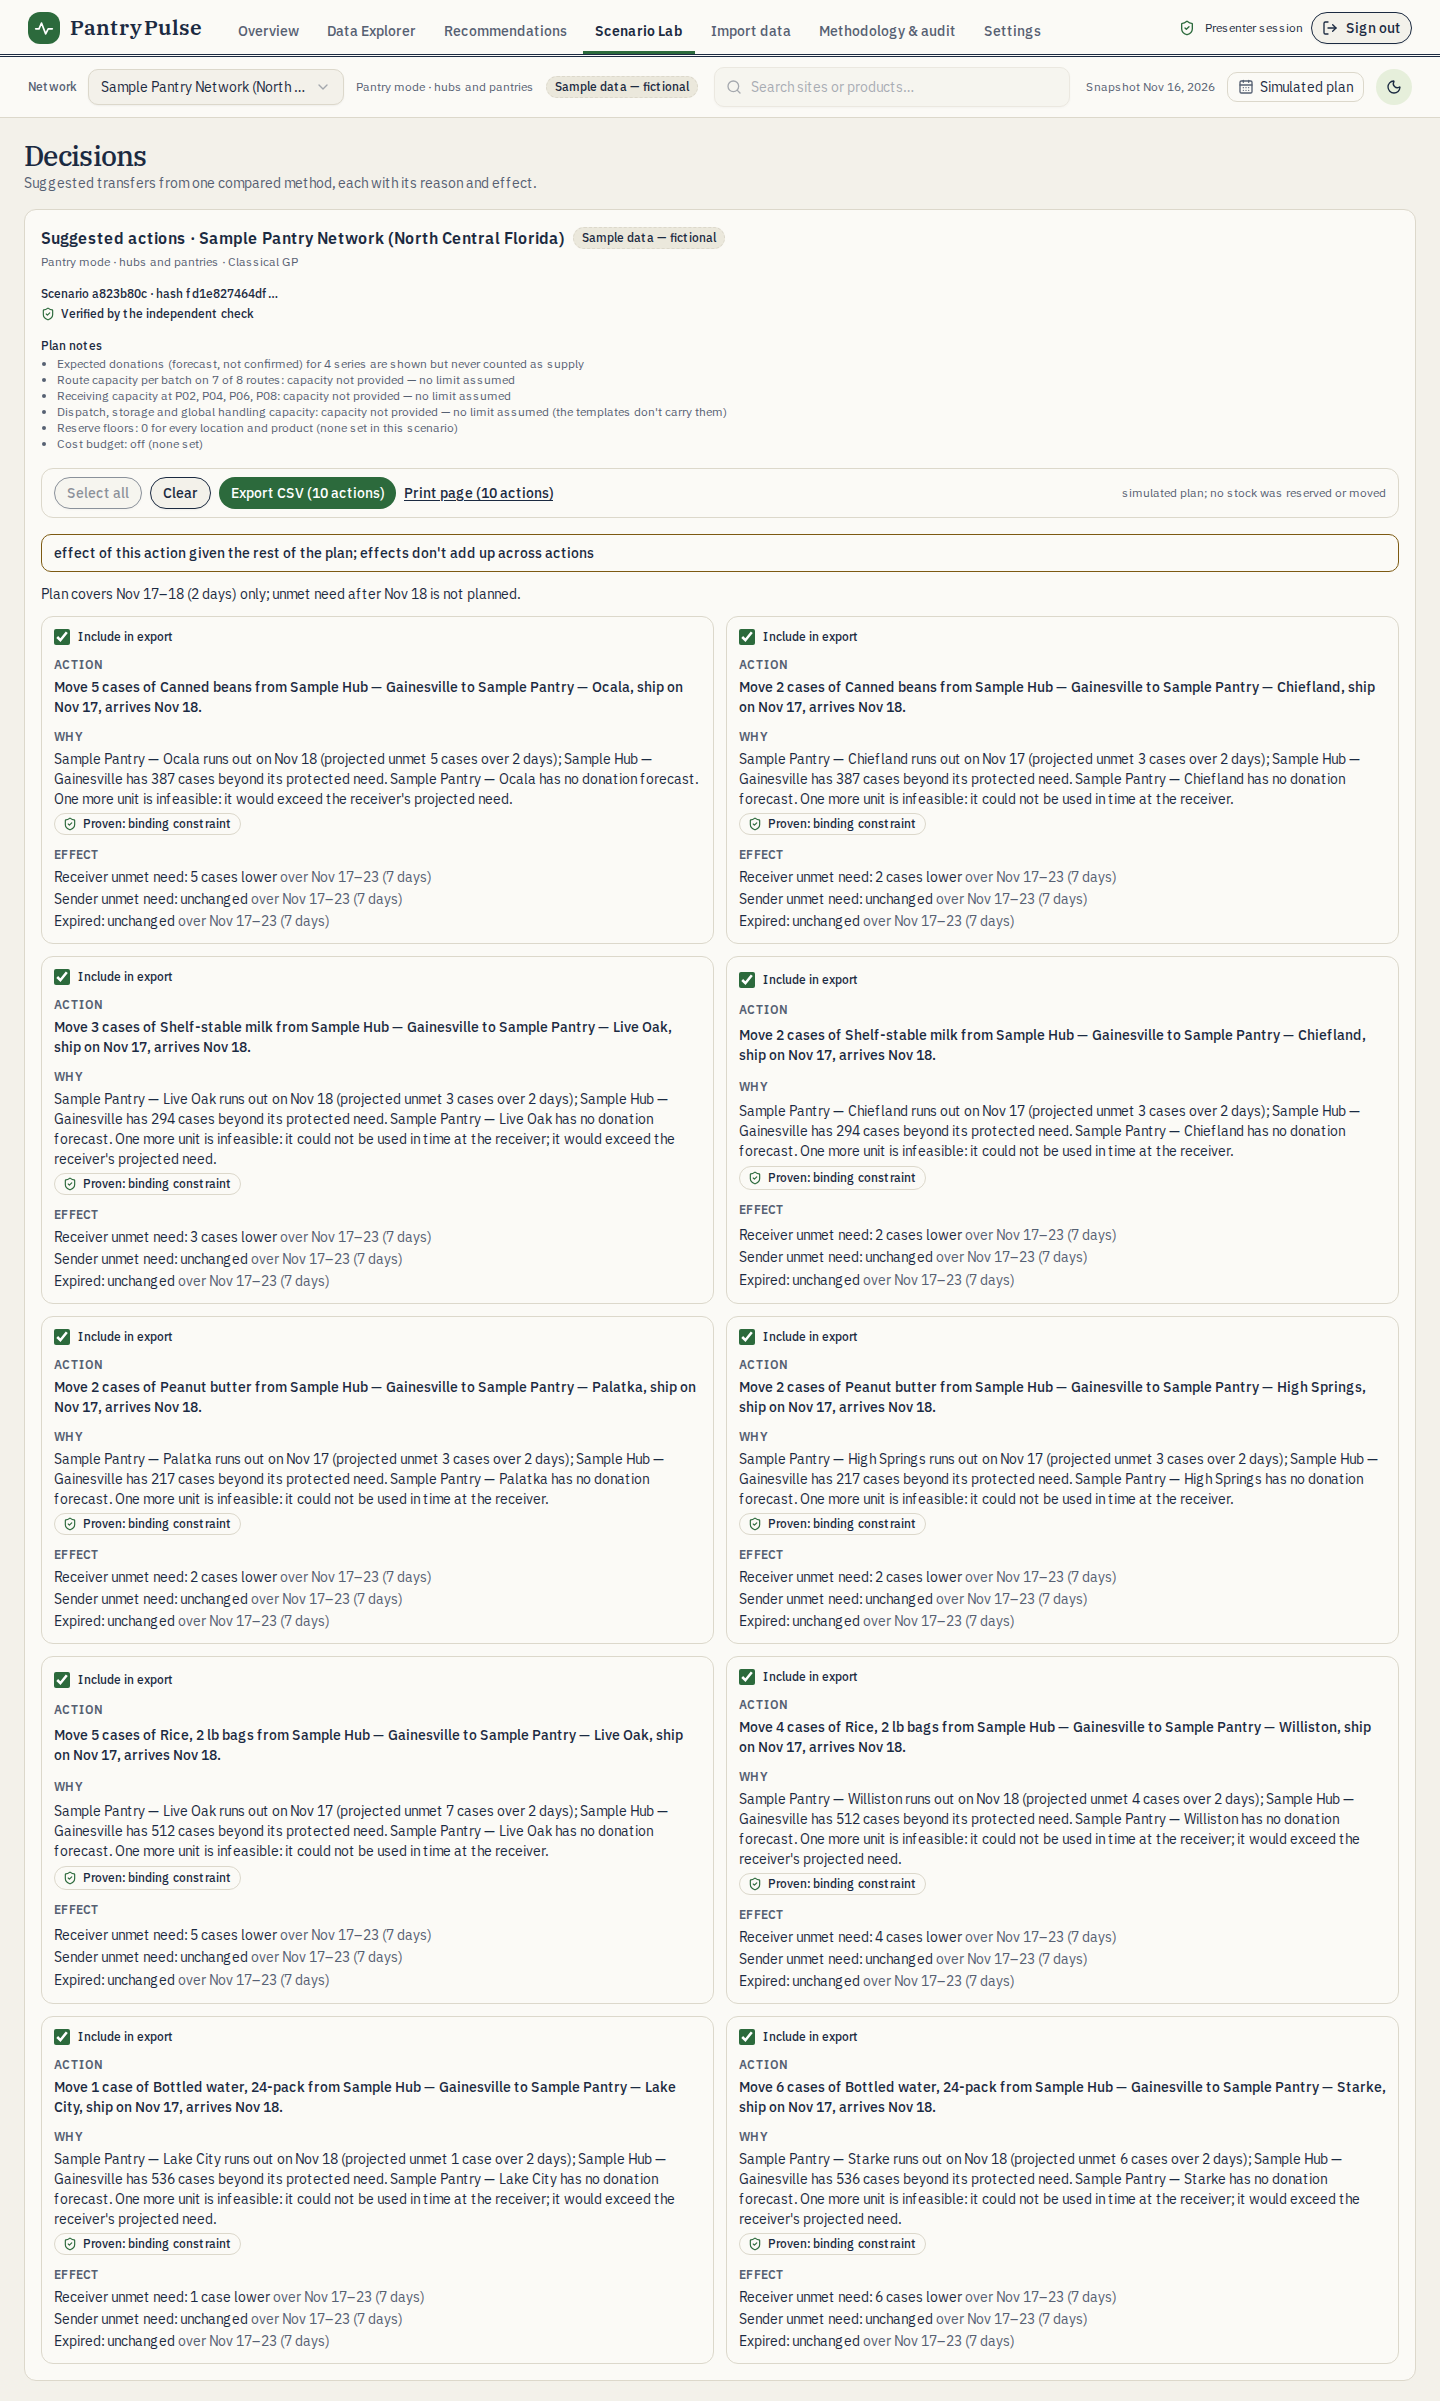 PantryPulse
Overview
Data Explorer
Recommendations
Scenario Lab
Import data
Methodology & audit
Settings
Presenter session
Sign out
Network
Sample Pantry Network (North ...
Pantry mode · hubs and pantries
Sample data — fictional
Search sites or products...
Snapshot Nov 16, 2026
Simulated plan
Decisions
Suggested transfers from one compared method, each with its reason and effect.
Suggested actions · Sample Pantry Network (North Central Florida)
Sample data — fictional
Pantry mode · hubs and pantries · Classical GP
Scenario a823b80c · hash fd1e827464df...
Verified by the independent check
Plan notes
• Expected donations (forecast, not confirmed) for 4 series are shown but never counted as supply
• Route capacity per batch on 7 of 8 routes: capacity not provided — no limit assumed
• Receiving capacity at P02, P04, P06, P08: capacity not provided — no limit assumed
• Dispatch, storage and global handling capacity: capacity not provided — no limit assumed (the templates don't carry them)
• Reserve floors: 0 for every location and product (none set in this scenario)
• Cost budget: off (none set)
Select all
Clear
Export CSV (10 actions)
Print page (10 actions)
simulated plan; no stock was reserved or moved
effect of this action given the rest of the plan; effects don't add up across actions
Plan covers Nov 17–18 (2 days) only; unmet need after Nov 18 is not planned.
Include in export
ACTION
Move 5 cases of Canned beans from Sample Hub — Gainesville to Sample Pantry — Ocala, ship on
Nov 17, arrives Nov 18.
WHY
Sample Pantry — Ocala runs out on Nov 18 (projected unmet 5 cases over 2 days); Sample Hub —
Gainesville has 387 cases beyond its protected need. Sample Pantry — Ocala has no donation forecast.
One more unit is infeasible: it would exceed the receiver's projected need.
Proven: binding constraint
EFFECT
Receiver unmet need: 5 cases lower over Nov 17–23 (7 days)
Sender unmet need: unchanged over Nov 17–23 (7 days)
Expired: unchanged over Nov 17–23 (7 days)
Include in export
ACTION
Move 2 cases of Canned beans from Sample Hub — Gainesville to Sample Pantry — Chiefland, ship
on Nov 17, arrives Nov 18.
WHY
Sample Pantry — Chiefland runs out on Nov 17 (projected unmet 3 cases over 2 days); Sample Hub —
Gainesville has 387 cases beyond its protected need. Sample Pantry — Chiefland has no donation
forecast. One more unit is infeasible: it could not be used in time at the receiver.
Proven: binding constraint
EFFECT
Receiver unmet need: 2 cases lower over Nov 17–23 (7 days)
Sender unmet need: unchanged over Nov 17–23 (7 days)
Expired: unchanged over Nov 17–23 (7 days)
Include in export
ACTION
Move 3 cases of Shelf-stable milk from Sample Hub — Gainesville to Sample Pantry — Live Oak,
ship on Nov 17, arrives Nov 18.
WHY
Sample Pantry — Live Oak runs out on Nov 18 (projected unmet 3 cases over 2 days); Sample Hub —
Gainesville has 294 cases beyond its protected need. Sample Pantry — Live Oak has no donation
forecast. One more unit is infeasible: it could not be used in time at the receiver; it would exceed the
receiver's projected need.
Proven: binding constraint
EFFECT
Receiver unmet need: 3 cases lower over Nov 17–23 (7 days)
Sender unmet need: unchanged over Nov 17–23 (7 days)
Expired: unchanged over Nov 17–23 (7 days)
Include in export
ACTION
Move 2 cases of Shelf-stable milk from Sample Hub — Gainesville to Sample Pantry — Chiefland,
ship on Nov 17, arrives Nov 18.
WHY
Sample Pantry — Chiefland runs out on Nov 17 (projected unmet 3 cases over 2 days); Sample Hub —
Gainesville has 294 cases beyond its protected need. Sample Pantry — Chiefland has no donation
forecast. One more unit is infeasible: it could not be used in time at the receiver.
Proven: binding constraint
EFFECT
Receiver unmet need: 2 cases lower over Nov 17–23 (7 days)
Sender unmet need: unchanged over Nov 17–23 (7 days)
Expired: unchanged over Nov 17–23 (7 days)
Include in export
ACTION
Move 2 cases of Peanut butter from Sample Hub — Gainesville to Sample Pantry — Palatka, ship on
Nov 17, arrives Nov 18.
WHY
Sample Pantry — Palatka runs out on Nov 17 (projected unmet 3 cases over 2 days); Sample Hub —
Gainesville has 217 cases beyond its protected need. Sample Pantry — Palatka has no donation
forecast. One more unit is infeasible: it could not be used in time at the receiver.
Proven: binding constraint
EFFECT
Receiver unmet need: 2 cases lower over Nov 17–23 (7 days)
Sender unmet need: unchanged over Nov 17–23 (7 days)
Expired: unchanged over Nov 17–23 (7 days)
Include in export
ACTION
Move 2 cases of Peanut butter from Sample Hub — Gainesville to Sample Pantry — High Springs,
ship on Nov 17, arrives Nov 18.
WHY
Sample Pantry — High Springs runs out on Nov 17 (projected unmet 3 cases over 2 days); Sample Hub —
Gainesville has 217 cases beyond its protected need. Sample Pantry — High Springs has no donation
forecast. One more unit is infeasible: it could not be used in time at the receiver.
Proven: binding constraint
EFFECT
Receiver unmet need: 2 cases lower over Nov 17–23 (7 days)
Sender unmet need: unchanged over Nov 17–23 (7 days)
Expired: unchanged over Nov 17–23 (7 days)
Include in export
ACTION
Move 5 cases of Rice, 2 lb bags from Sample Hub — Gainesville to Sample Pantry — Live Oak, ship
on Nov 17, arrives Nov 18.
WHY
Sample Pantry — Live Oak runs out on Nov 17 (projected unmet 7 cases over 2 days); Sample Hub —
Gainesville has 512 cases beyond its protected need. Sample Pantry — Live Oak has no donation
forecast. One more unit is infeasible: it could not be used in time at the receiver.
Proven: binding constraint
EFFECT
Receiver unmet need: 5 cases lower over Nov 17–23 (7 days)
Sender unmet need: unchanged over Nov 17–23 (7 days)
Expired: unchanged over Nov 17–23 (7 days)
Include in export
ACTION
Move 4 cases of Rice, 2 lb bags from Sample Hub — Gainesville to Sample Pantry — Williston, ship
on Nov 17, arrives Nov 18.
WHY
Sample Pantry — Williston runs out on Nov 18 (projected unmet 4 cases over 2 days); Sample Hub —
Gainesville has 512 cases beyond its protected need. Sample Pantry — Williston has no donation
forecast. One more unit is infeasible: it could not be used in time at the receiver; it would exceed the
receiver's projected need.
Proven: binding constraint
EFFECT
Receiver unmet need: 4 cases lower over Nov 17–23 (7 days)
Sender unmet need: unchanged over Nov 17–23 (7 days)
Expired: unchanged over Nov 17–23 (7 days)
Include in export
ACTION
Move 1 case of Bottled water, 24-pack from Sample Hub — Gainesville to Sample Pantry — Lake
City, ship on Nov 17, arrives Nov 18.
WHY
Sample Pantry — Lake City runs out on Nov 18 (projected unmet 1 case over 2 days); Sample Hub —
Gainesville has 536 cases beyond its protected need. Sample Pantry — Lake City has no donation
forecast. One more unit is infeasible: it could not be used in time at the receiver; it would exceed the
receiver's projected need.
Proven: binding constraint
EFFECT
Receiver unmet need: 1 case lower over Nov 17–23 (7 days)
Sender unmet need: unchanged over Nov 17–23 (7 days)
Expired: unchanged over Nov 17–23 (7 days)
Include in export
ACTION
Move 6 cases of Bottled water, 24-pack from Sample Hub — Gainesville to Sample Pantry — Starke,
ship on Nov 17, arrives Nov 18.
WHY
Sample Pantry — Starke runs out on Nov 18 (projected unmet 6 cases over 2 days); Sample Hub —
Gainesville has 536 cases beyond its protected need. Sample Pantry — Starke has no donation
forecast. One more unit is infeasible: it could not be used in time at the receiver; it would exceed the
receiver's projected need.
Proven: binding constraint
EFFECT
Receiver unmet need: 6 cases lower over Nov 17–23 (7 days)
Sender unmet need: unchanged over Nov 17–23 (7 days)
Expired: unchanged over Nov 17–23 (7 days)